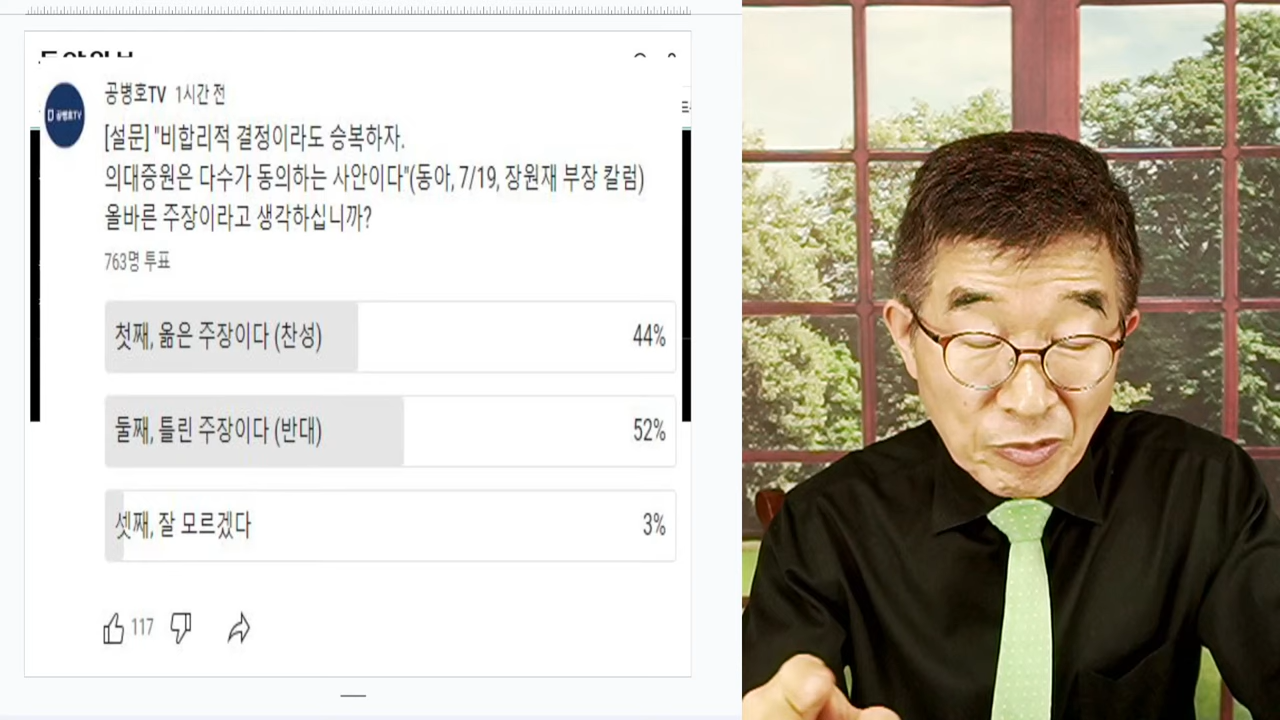 공병호TV 1시간 전
[설문] "비합리적 결정이라도 승복하자.
의대증원은 다수가 동의하는 사안이다"(동아, 7/19, 장원재 부장 칼럼)
올바른 주장이라고 생각하십니까?
763명 투표
첫째, 옳은 주장이다 (찬성) 44%
둘째, 틀린 주장이다 (반대) 52%
셋째, 잘 모르겠다 3%
117
공병호TV